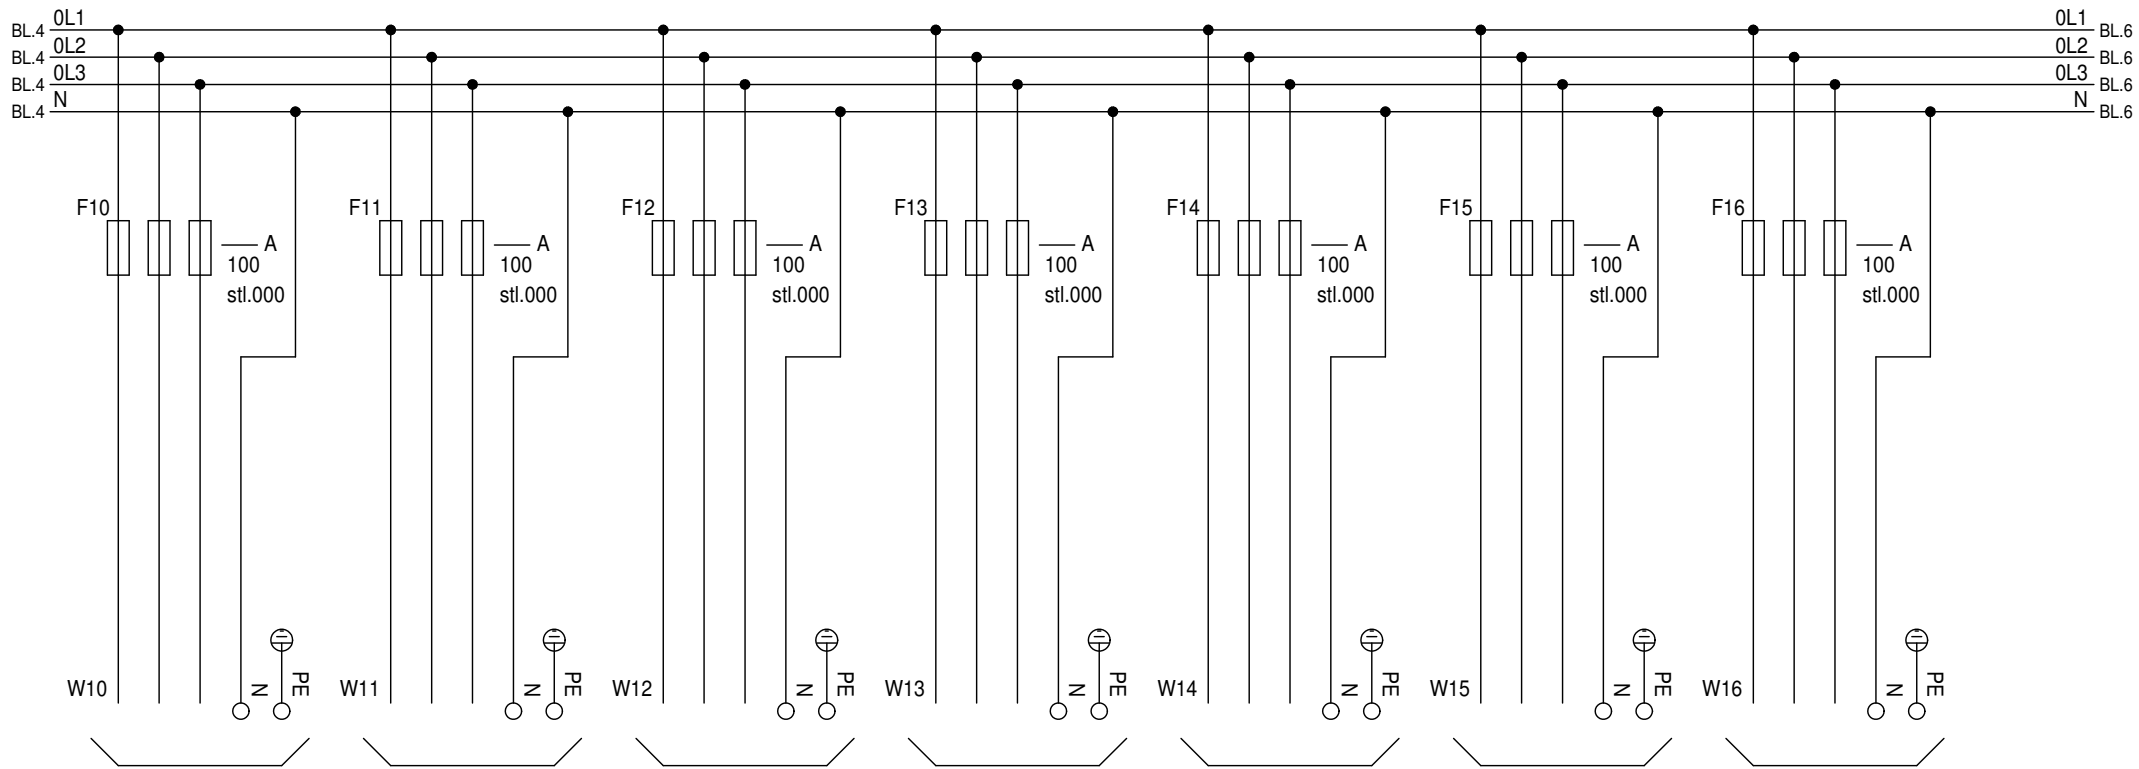 0L1 0L1
BL.4 BL.6
0L2 0L2
BL.4 BL.6
0L3 0L3
BL.4 BL.6
N N
BL.4 BL.6
F10 F11 F12 F13 F14 F15 F16
A A A A A A A
100 100 100 100 100 100 100
stl.000 stl.000 stl.000 stl.000 stl.000 stl.000 stl.000
W10 N PE W11 N PE W12 N PE W13 N PE W14 N PE W15 N PE W16 N PE